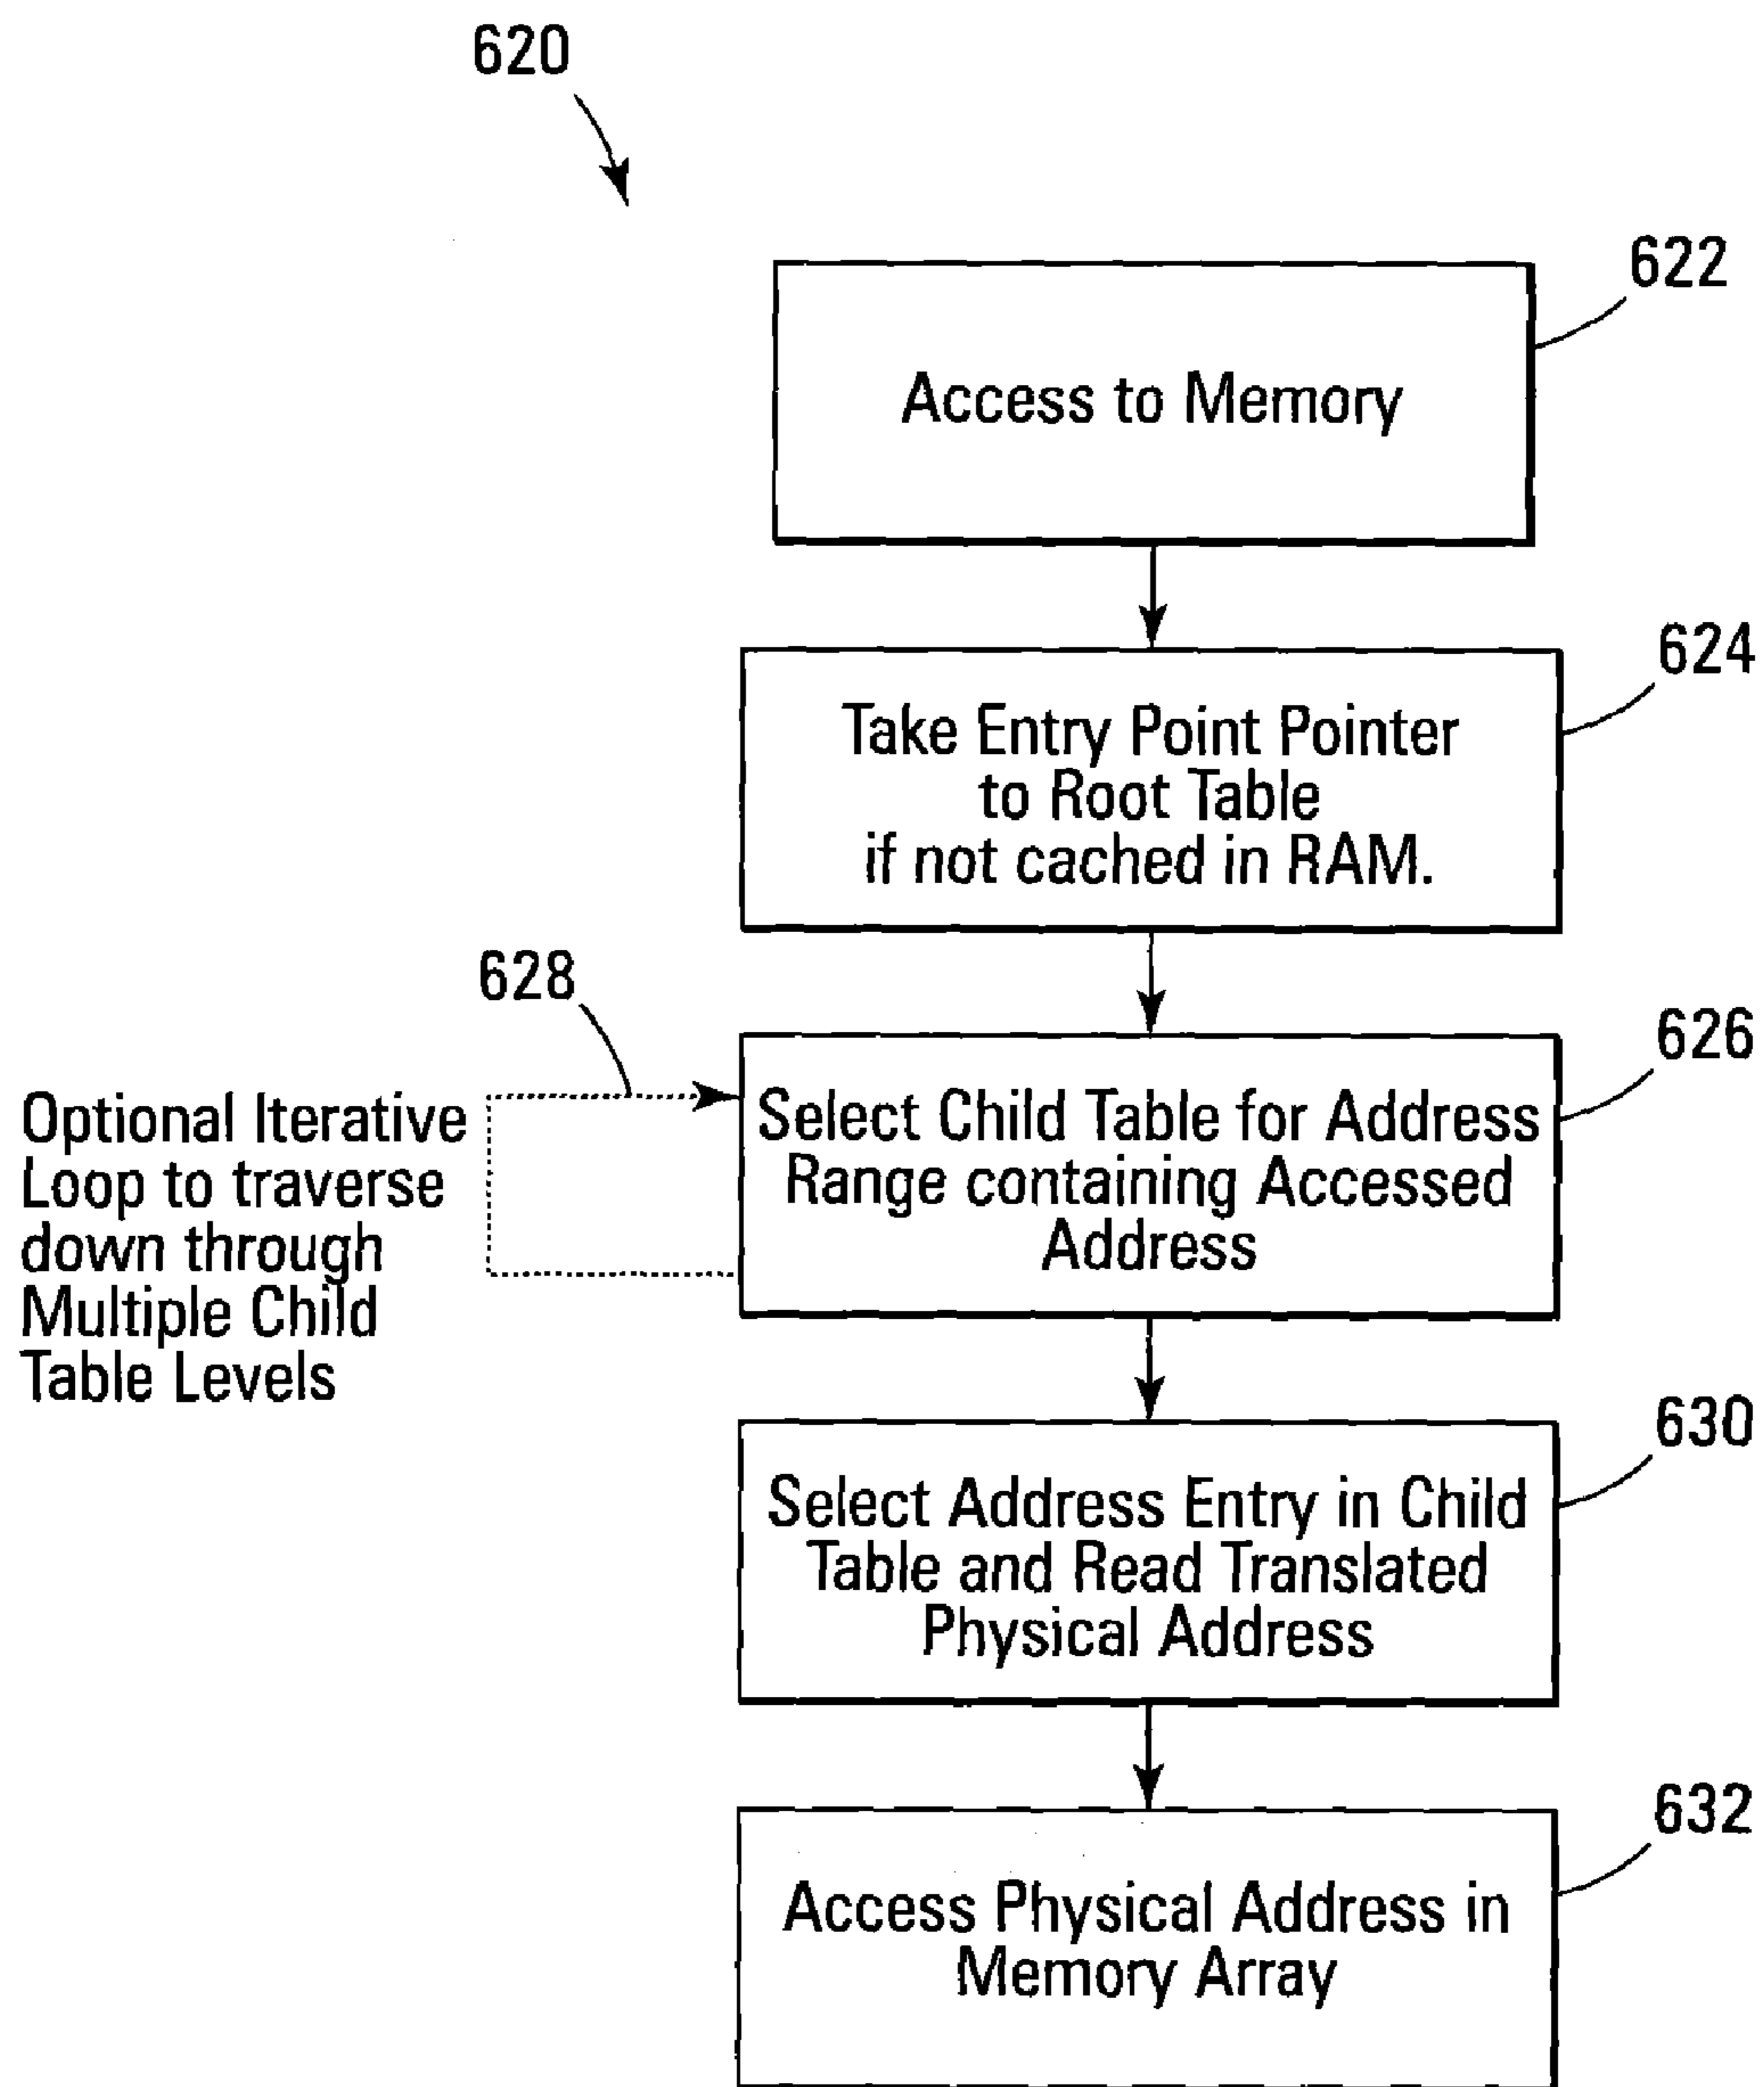 620
622
Access to Memory
624
Take Entry Point Pointer
to Root Table
if not cached in RAM.
628
626
Optional Iterative
Loop to traverse
down through
Multiple Child
Table Levels
Select Child Table for Address
Range containing Accessed
Address
630
Select Address Entry in Child
Table and Read Translated
Physical Address
632
Access Physical Address in
Memory Array